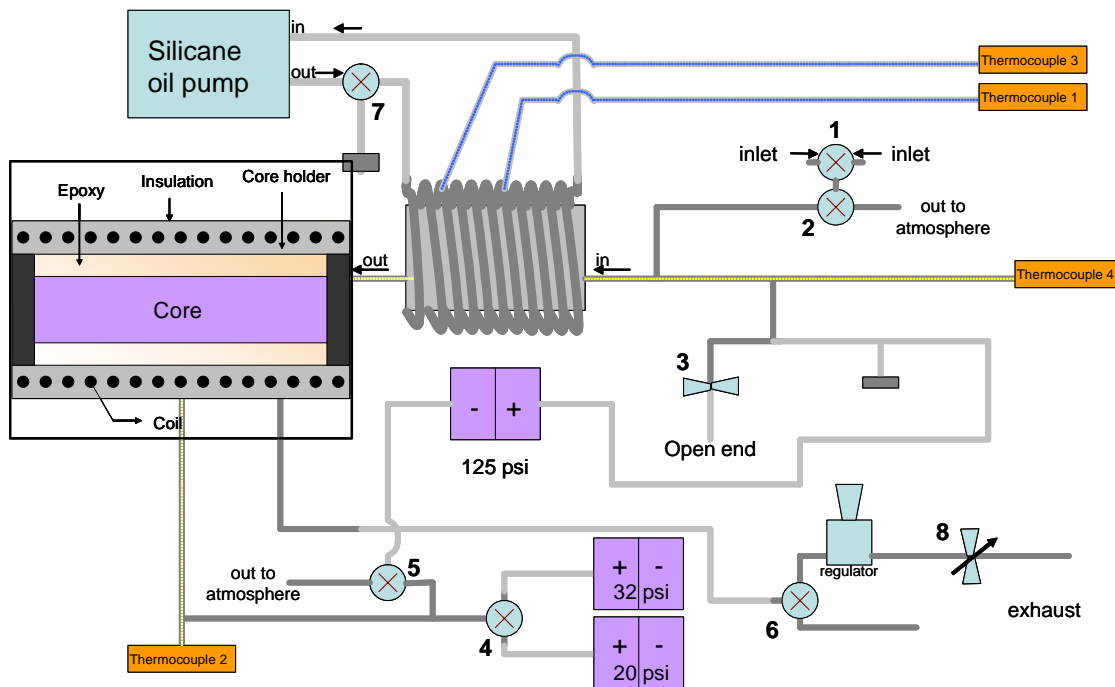 Silicane
oil pump
in
out
7
Thermocouple 3
Thermocouple 1
1
inlet
inlet
2
out to
atmosphere
Epoxy
Insulation
Core holder
out
in
Thermocouple 4
Core
Coil
3
Open end
- +
125 psi
8
regulator
exhaust
6
out to
atmosphere
5
4
+ -
32 psi
+ -
20 psi
Thermocouple 2